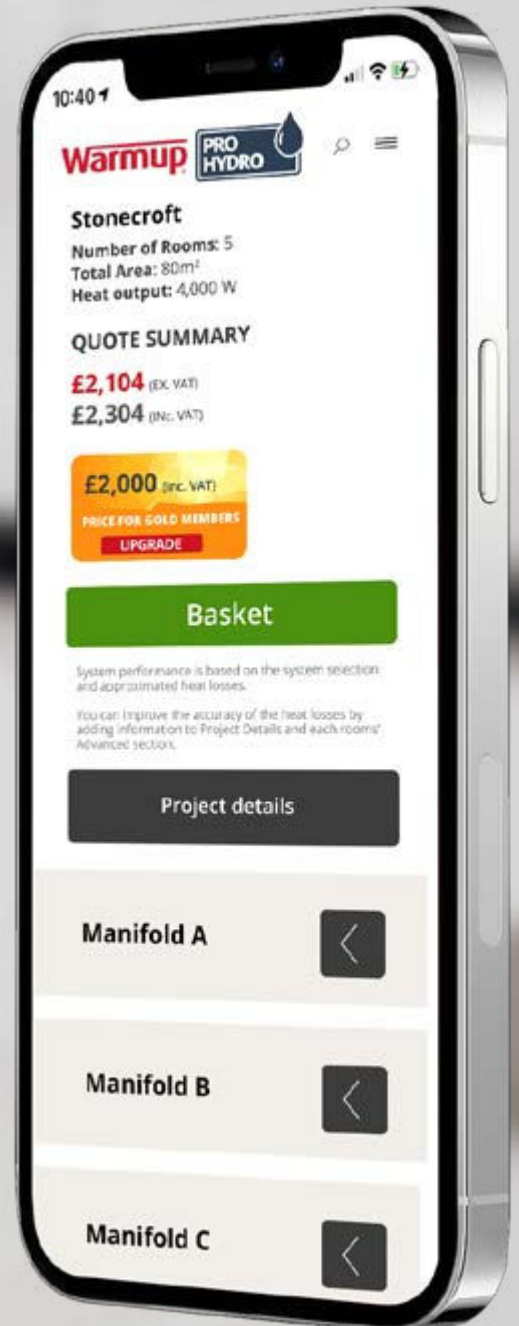 10:40
Warmup PRO
HYDRO
Stonecroft
Number of Rooms: 5
Total Area: 80m²
Heat output: 4,000 W
QUOTE SUMMARY
£2,104 (EX. VAT)
£2,304 (INc. VAT)
£2,000 (Inc. VAT)
PRICE FOR GOLD MEMBERS
UPGRADE
Basket
System performance is based on the system selection
and approximated heat losses.
You can improve the accuracy of the heat losses by
adding information to Project Details and each rooms'
Advanced section.
Project details
Manifold A
Manifold B
Manifold C